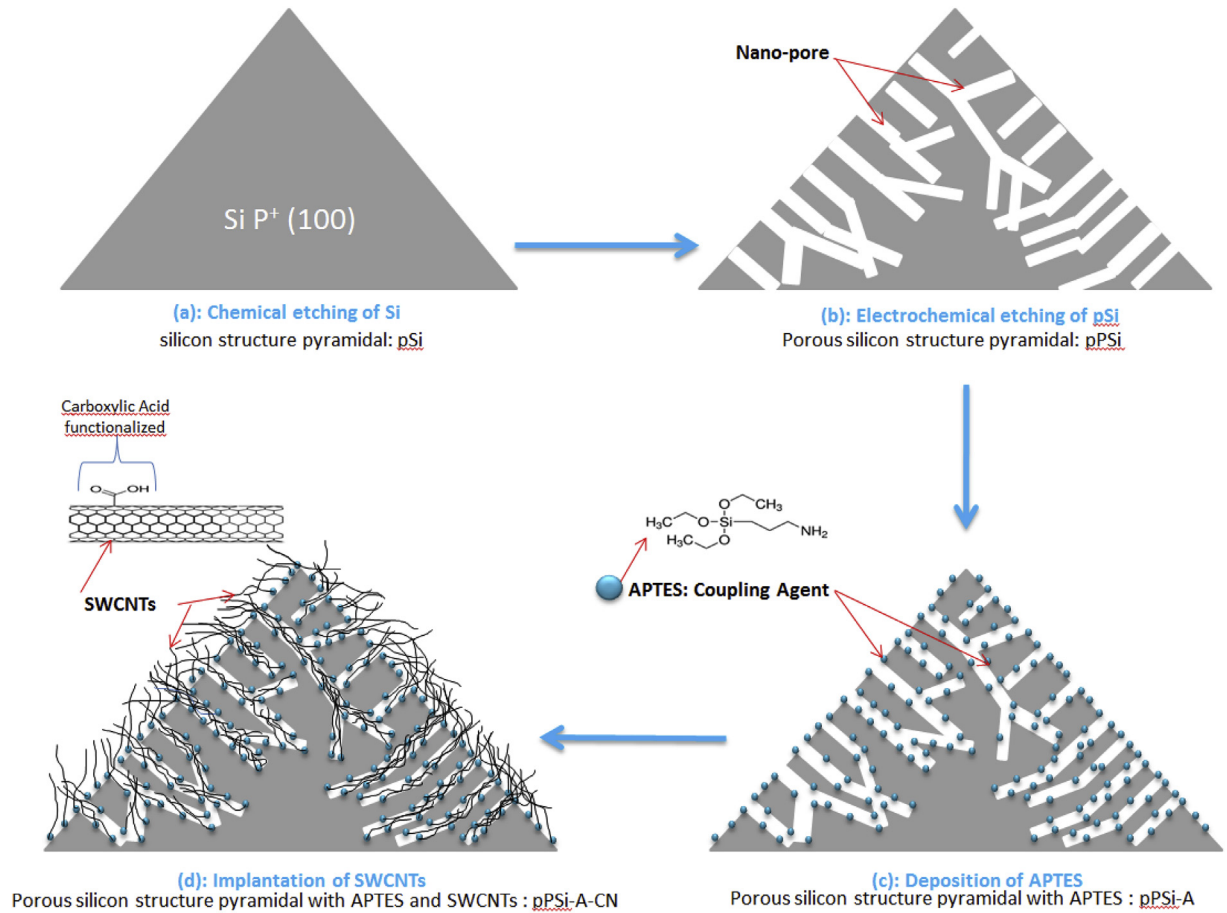 Si P⁺ (100)
(a): Chemical etching of Si
silicon structure pyramidal: pSi
Nano-pore
(b): Electrochemical etching of pSi
Porous silicon structure pyramidal: pPSi
Carboxylic Acid
functionalized
O
OH
SWCNTs
(d): Implantation of SWCNTs
Porous silicon structure pyramidal with APTES and SWCNTs : pPSi-A-CN
O CH₃
H₃C O Si NH₂
H₃C O
APTES: Coupling Agent
(c): Deposition of APTES
Porous silicon structure pyramidal with APTES : pPSi-A